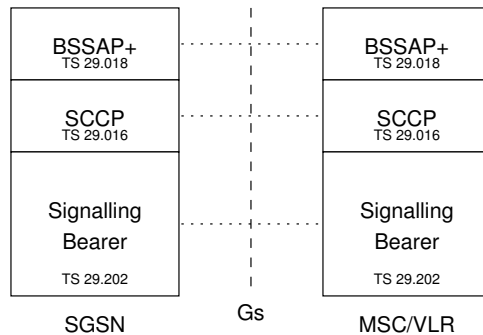 BSSAP+
TS 29.018
SCCP
TS 29.016
Signalling
Bearer
TS 29.202
SGSN
Gs
BSSAP+
TS 29.018
SCCP
TS 29.016
Signalling
Bearer
TS 29.202
MSC/VLR